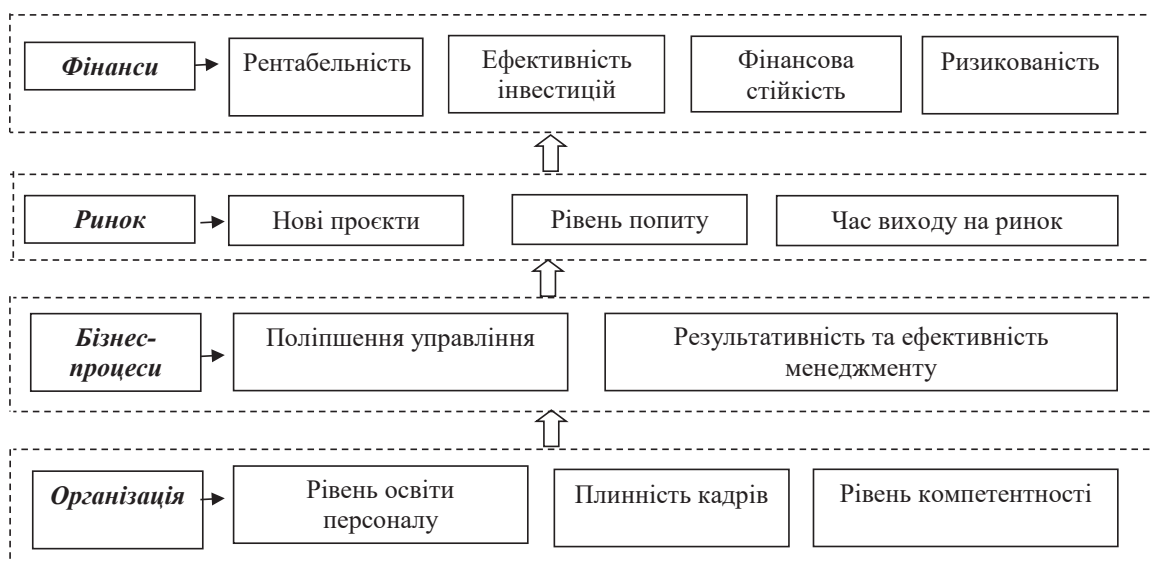 Фінанси
Рентабельність
Ефективність
інвестицій
Фінансова
стійкість
Ризикованість
Ринок
Нові проєкти
Рівень попиту
Час виходу на ринок
Бізнес-
процеси
Поліпшення управління
Результативність та ефективність
менеджменту
Організація
Рівень освіти
персоналу
Плинність кадрів
Рівень компетентності